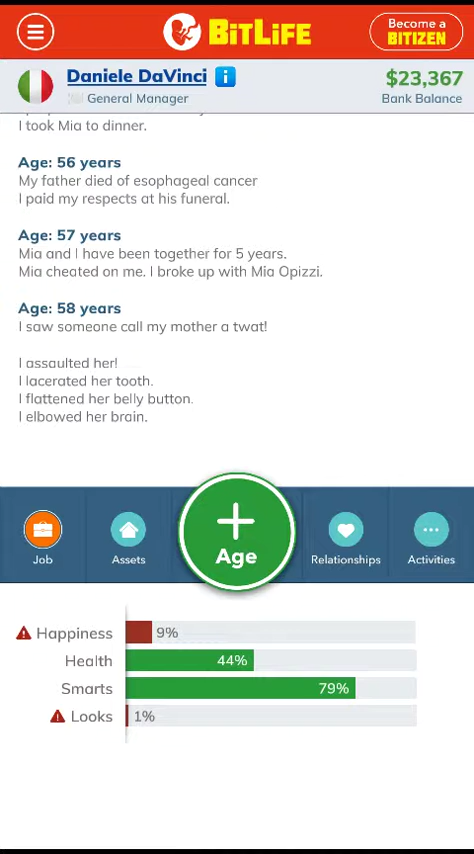 BitLiFE
Become a
BITIZEN
Daniele DaVinci
$23,367
General Manager
Bank Balance
I took Mia to dinner.
Age: 56 years
My father died of esophageal cancer
I paid my respects at his funeral.
Age: 57 years
Mia and I have been together for 5 years.
Mia cheated on me. I broke up with Mia Opizzi.
Age: 58 years
I saw someone call my mother a twat!
I assaulted her!
I lacerated her tooth.
I flattened her belly button.
I elbowed her brain.
Job
Assets
+
Age
Relationships
Activities
Happiness
9%
Health
44%
Smarts
79%
Looks
1%